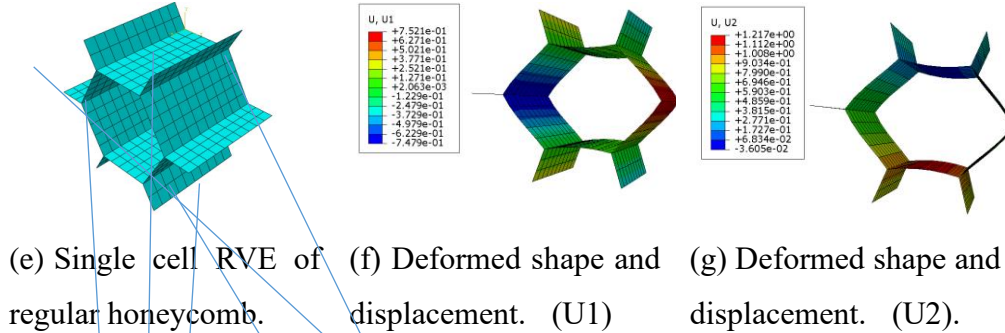 U, U1
+7.521e-01
+6.271e-01
+5.021e-01
+3.771e-01
+2.521e-01
+1.271e-01
+2.063e-03
-1.229e-01
-2.479e-01
-3.729e-01
-4.979e-01
-6.229e-01
-7.479e-01
U, U2
+1.217e+00
+1.112e+00
+1.008e+00
+9.034e-01
+7.990e-01
+6.946e-01
+5.903e-01
+4.859e-01
+3.815e-01
+2.771e-01
+1.727e-01
+6.834e-02
-3.605e-02
(e) Single cell RVE of
regular honeycomb.
(f) Deformed shape and
displacement. (U1)
(g) Deformed shape and
displacement. (U2).